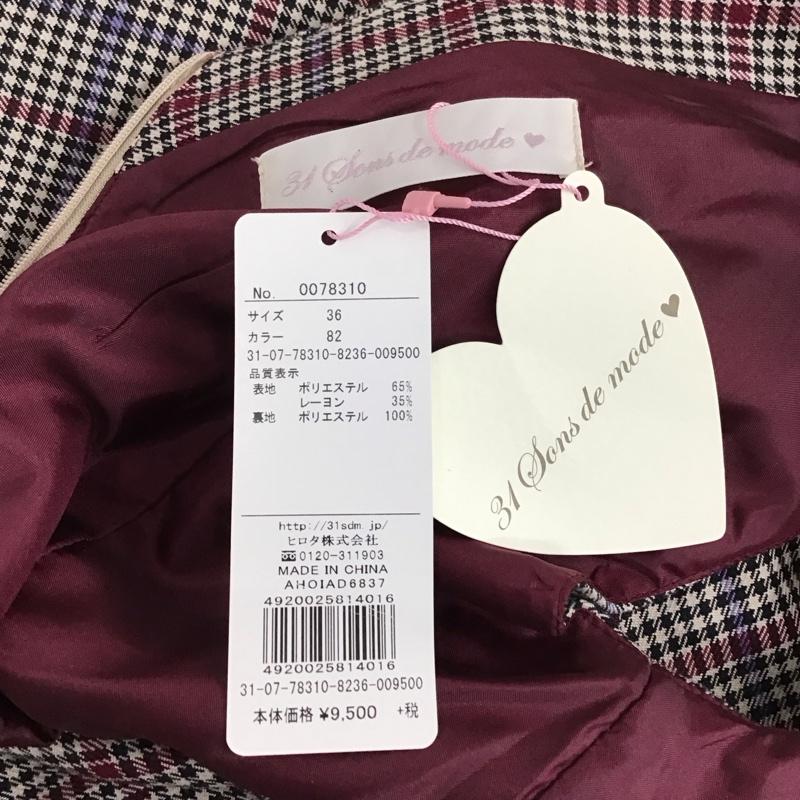 31 Sons de mode
No. 0078310
サイズ 36
カラー 82
31-07-78310-8236-009500
品質表示
表地 ポリエステル 65%
レーヨン 35%
裏地 ポリエステル 100%
http://31sdm.jp/
ヒロタ株式会社
0120-311903
MADE IN CHINA
AHOIAD6837
4920025814016
4920025814016
31-07-78310-8236-009500
本体価格 ¥9,500 +税
31 Sons de mode